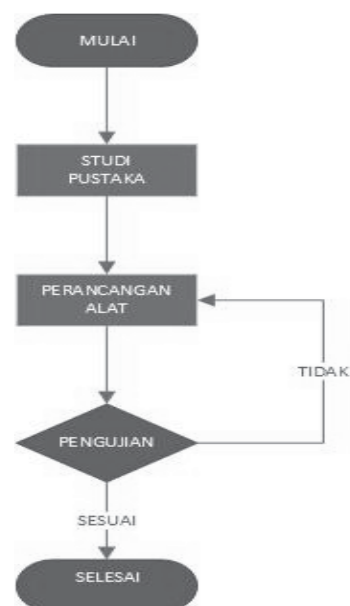 MULAI
STUDI
PUSTAKA
PERANCANGAN
ALAT
TIDAK
PENGUJIAN
SESUAI
SELESAI